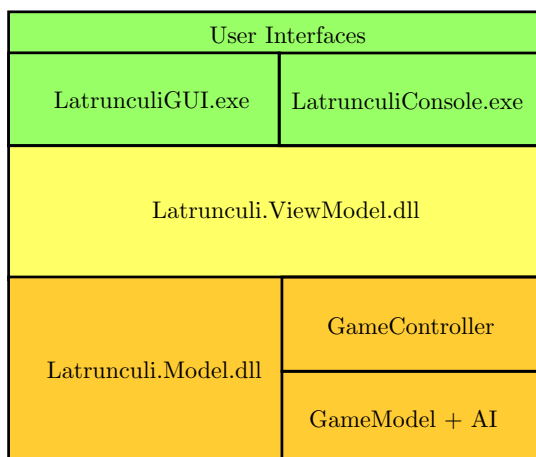 User Interfaces
LatrunculiGUI.exe
LatrunculiConsole.exe
Latrunculi.ViewModel.dll
GameController
Latrunculi.Model.dll
GameModel + AI